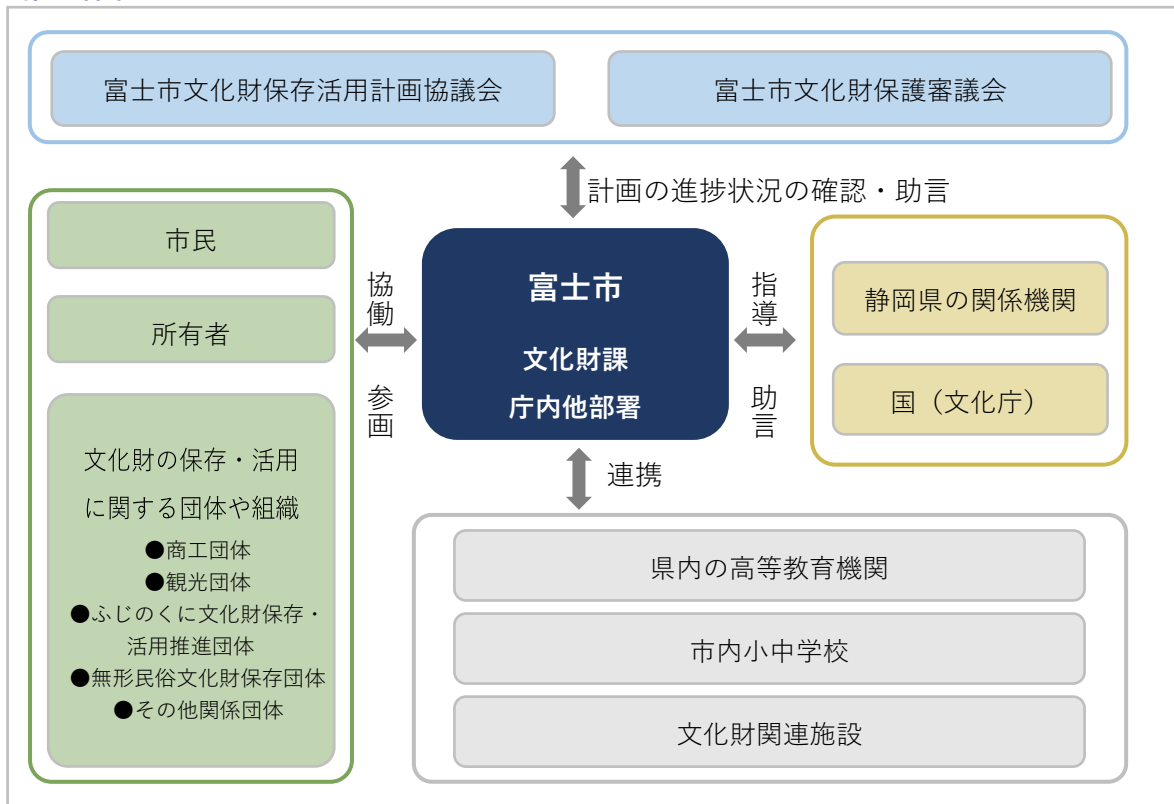 富士市文化財保存活用計画協議会
富士市文化財保護審議会
計画の進捗状況の確認・助言
市民
所有者
文化財の保存・活用
に関する団体や組織
●商工団体
●観光団体
●ふじのくに文化財保存・
活用推進団体
●無形民俗文化財保存団体
●その他関係団体
協働
参画
富士市
文化財課
庁内他部署
指導
助言
静岡県の関係機関
国（文化庁）
連携
県内の高等教育機関
市内小中学校
文化財関連施設